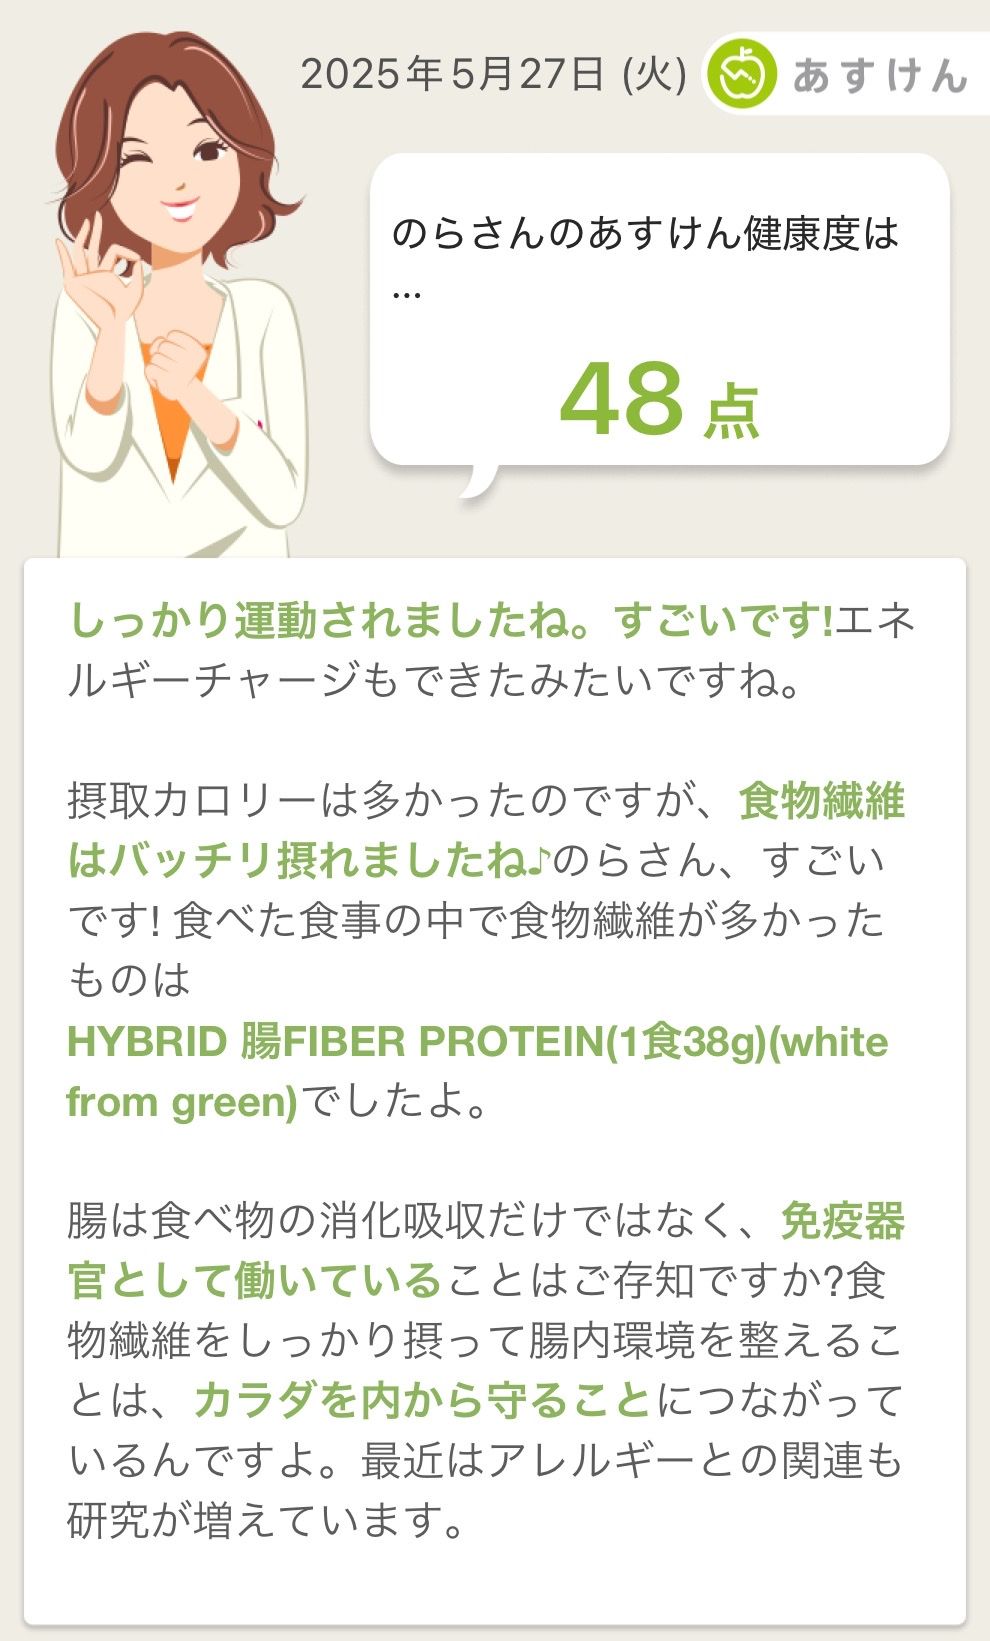 2025年5月27日 (火)
あすけん
のらさんのあすけん健康度は
...
48 点
しっかり運動されましたね。すごいです!エネ
ルギーチャージもできたみたいですね。
摂取カロリーは多かったのですが、食物繊維
はバッチリ摂れましたね♪のらさん、すごい
です! 食べた食事の中で食物繊維が多かった
ものは
HYBRID 腸FIBER PROTEIN(1食38g)(white
from green)でしたよ。
腸は食べ物の消化吸収だけではなく、免疫器
官として働いていることはご存知ですか?食
物繊維をしっかり摂って腸内環境を整えるこ
とは、カラダを内から守ることにつながって
いるんですよ。最近はアレルギーとの関連も
研究が増えています。